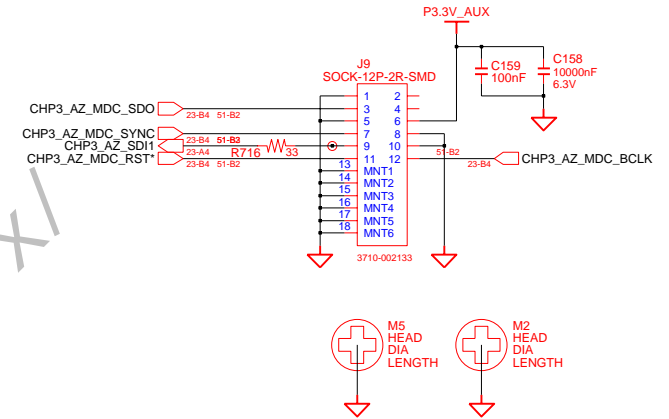 P3.3V_AUX
J9
SOCK-12P-2R-SMD
C159
100nF
C158
10000nF
6.3V
1 2
CHP3_AZ_MDC_SDO 23-B4 51-B2 3 4
5 6
CHP3_AZ_MDC_SYNC 23-B4 51-B3 7 8
CHP3_AZ_SDI1 23-A4 R716 33 9 10 51-B2
CHP3_AZ_MDC_RST* 23-B4 51-B2 11 12 23-B4 CHP3_AZ_MDC_BCLK
13 MNT1
14 MNT2
15 MNT3
16 MNT4
17 MNT5
18 MNT6
3710-002133
M5
HEAD
DIA
LENGTH
M2
HEAD
DIA
LENGTH
x/